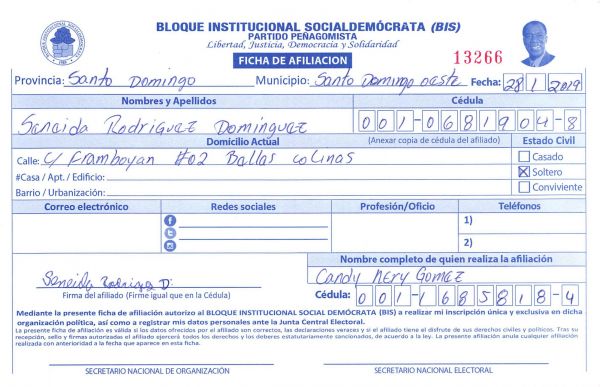 BLOQUE INSTITUCIONAL SOCIALDEMÓCRATA (BIS)
PARTIDO PEÑAGOMISTA
Libertad, Justicia, Democracia y Solidaridad
FICHA DE AFILIACION
13266
Provincia: Santo Domingo Municipio: Santo Domingo oeste Fecha: 28 1 2019
Nombres y Apellidos Cédula
Seneida Rodriguez Domínguez 001-0681904-8
Domicilio Actual (Anexar copia de cédula del afiliado) Estado Civil
Calle: C/ Framboyan #02 Bellas colinas Casado
#Casa / Apt. / Edificio: Soltero
Barrio / Urbanización: Conviviente
Correo electrónico Redes sociales Profesión/Oficio Teléfonos
1)
2)
Nombre completo de quien realiza la afiliación
Seneida Rodriguez D. Candy Nery Gomez
Firma del afiliado (Firme igual que en la Cédula) Cédula: 001-1685818-4
Mediante la presente ficha de afiliación autorizo al BLOQUE INSTITUCIONAL SOCIAL DEMÓCRATA (BIS) a realizar mi inscripción única y exclusiva en dicha
organización política, así como a registrar mis datos personales ante la Junta Central Electoral.
La presente ficha de afiliación es válida si los datos ofrecidos por el afiliado son correctos, las declaraciones veraces y si el afiliado tiene el disfrute de sus derechos civiles y políticos. Tras su
recepción, sello y firmas autorizadas el afiliado ejercerá todos los derechos y los deberes estatutariamente sancionados, de acuerdo a la ley. La presente afiliación anula cualquier afiliación
realizada con anterioridad a la fecha que aparece en esta ficha.
SECRETARIO NACIONAL DE ORGANIZACIÓN SECRETARIO NACIONAL ELECTORAL